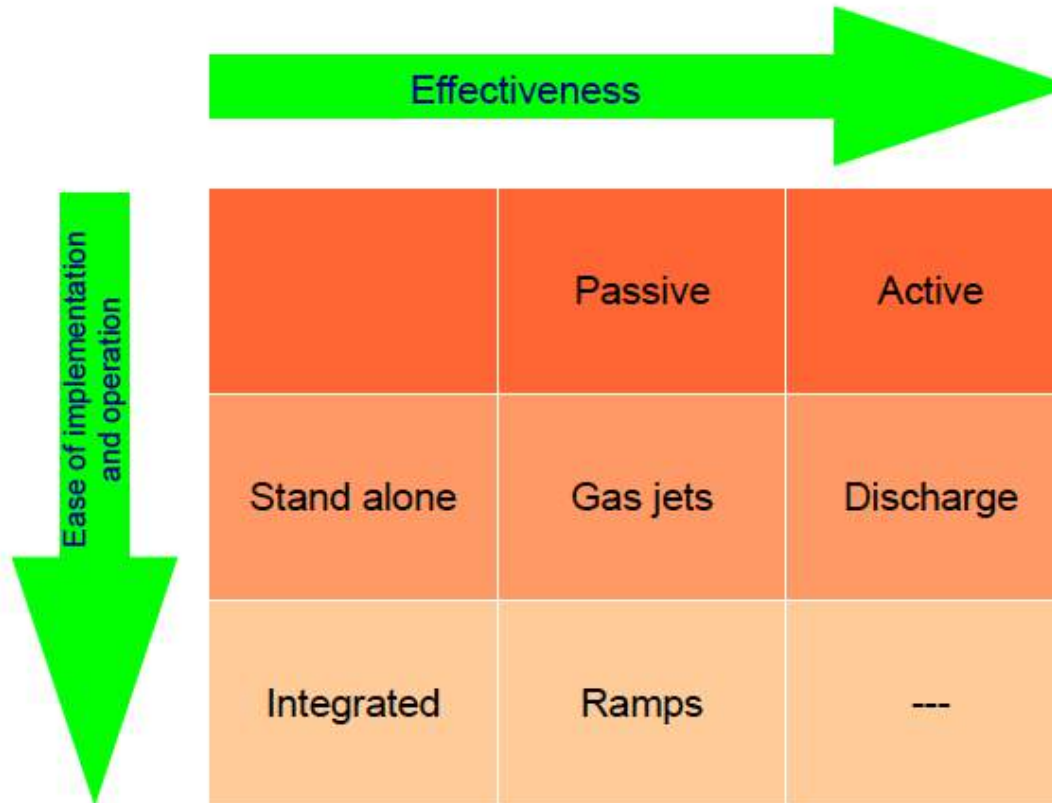 Effectiveness
Ease of implementation
and operation
Passive
Active
Stand alone
Gas jets
Discharge
Integrated
Ramps
---